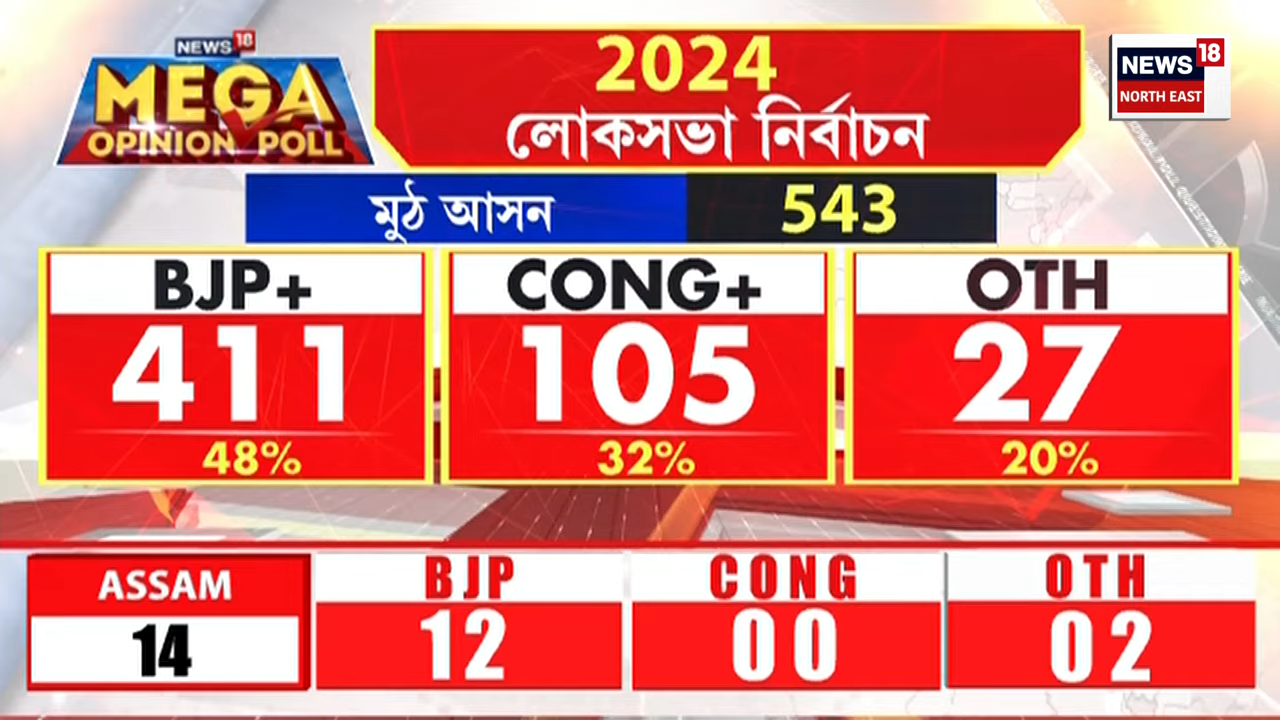 NEWS 18
MEGA
OPINION POLL
2024
লোকসভা নিৰ্বাচন
NEWS 18
NORTH EAST
মুঠ আসন 543
BJP+ CONG+ OTH
411 105 27
48% 32% 20%
ASSAM BJP CONG OTH
14 12 00 02